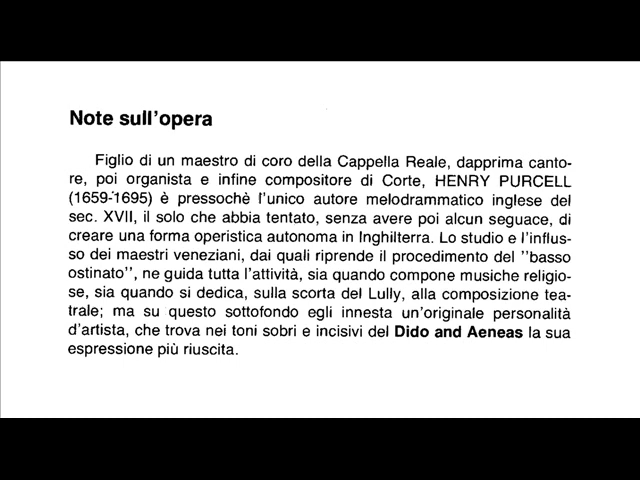 Note sull'opera
Figlio di un maestro di coro della Cappella Reale, dapprima canto-
re, poi organista e infine compositore di Corte, HENRY PURCELL
(1659-1695) è pressochè l'unico autore melodrammatico inglese del
sec. XVII, il solo che abbia tentato, senza avere poi alcun seguace, di
creare una forma operistica autonoma in Inghilterra. Lo studio e l'influs-
so dei maestri veneziani, dai quali riprende il procedimento del "basso
ostinato", ne guida tutta l'attività, sia quando compone musiche religio-
se, sia quando si dedica, sulla scorta del Lully, alla composizione tea-
trale; ma su questo sottofondo egli innesta un'originale personalità
d'artista, che trova nei toni sobri e incisivi del Dido and Aeneas la sua
espressione più riuscita.